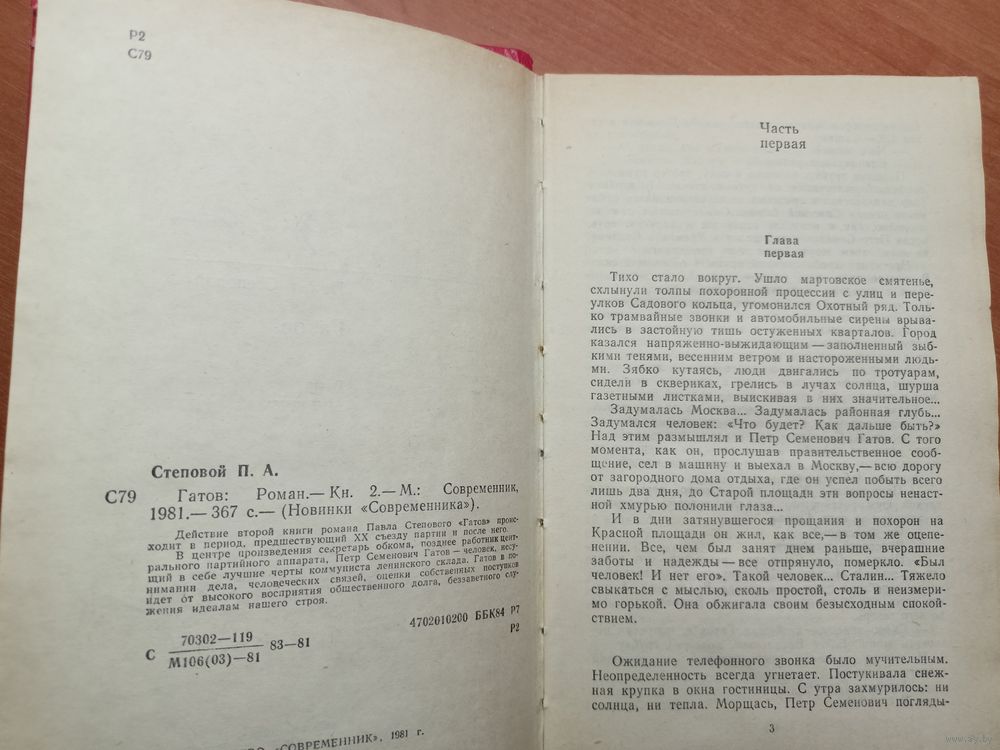 Р2
С79
Степовой П. А.
С79 Гатов: Роман.— Кн. 2.— М.: Современник,
1981.— 367 с.— (Новинки «Современника»).
Действие второй книги романа Павла Степового «Гатов» проис-
ходит в период, предшествующий XX съезду партии и после него.
В центре произведения секретарь обкома, позднее работник цент-
рального партийного аппарата, Петр Семенович Гатов — человек, несу-
щий в себе лучшие черты коммуниста ленинского склада. Гатов в по-
нимании дела, человеческих связей, оценки собственных поступков
идет от высокого восприятия общественного долга, беззаветного слу-
жения идеалам нашего строя.
С 70302—119
М106(03)—81 83—81
4702010200 ББК84 Р7
Р2
«СОВРЕМЕННИК», 1981 г.
Часть
первая
Глава
первая
Тихо стало вокруг. Ушло мартовское смятенье,
схлынули толпы похоронной процессии с улиц и пере-
улков Садового кольца, угомонился Охотный ряд. Толь-
ко трамвайные звонки и автомобильные сирены врыва-
лись в застойную тишь остуженных кварталов. Город
казался напряженно-выжидающим — заполненный зыб-
кими тенями, весенним ветром и настороженными людь-
ми. Зябко кутаясь, люди двигались по тротуарам,
сидели в сквериках, грелись в лучах солнца, шурша
газетными листками, выискивая в них значительное...
Задумалась Москва... Задумалась районная глубь...
Задумался человек: «Что будет? Как дальше быть?»
Над этим размышлял и Петр Семенович Гатов. С того
момента, как он, прослушав правительственное сооб-
щение, сел в машину и выехал в Москву,— всю дорогу
от загородного дома отдыха, где он успел побыть всего
лишь два дня, до Старой площади эти вопросы ненаст-
ной хмурью полонили глаза...
И в дни затянувшегося прощания и похорон на
Красной площади он жил, как все,— в том же оцепе-
нении. Все, чем был занят днем раньше, вчерашние
заботы и надежды — все отпрянуло, померкло. «Был
человек! И нет его». Такой человек... Сталин... Тяжело
свыкаться с мыслью, сколь простой, столь и неизмери-
мо горькой. Она обжигала своим безысходным спокой-
ствием.
Ожидание телефонного звонка было мучительным.
Неопределенность всегда угнетает. Постукивала снеж-
ная крупка в окна гостиницы. С утра захмурилось: ни
солнца, ни тепла. Морщась, Петр Семенович погляды-
3